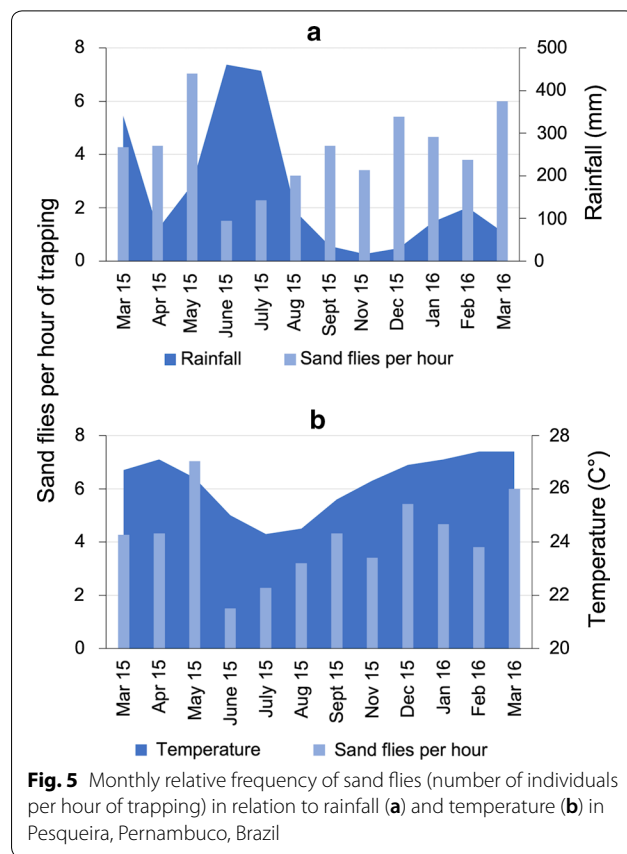 a
8
6
4
2
0
500
400
300
200
100
0
Rainfall (mm)
Mar 15
Apr 15
May 15
June 15
July 15
Aug 15
Sept 15
Nov 15
Dec 15
Jan 16
Feb 16
Mar 16
Rainfall
Sand flies per hour
Sand flies per hour of trapping
b
8
6
4
2
0
28
26
24
22
20
Temperature (C°)
Mar 15
Apr 15
May 15
June 15
July 15
Aug 15
Sept 15
Nov 15
Dec 15
Jan 16
Feb 16
Mar 16
Temperature
Sand flies per hour
Fig. 5 Monthly relative frequency of sand flies (number of individuals
per hour of trapping) in relation to rainfall (a) and temperature (b) in
Pesqueira, Pernambuco, Brazil